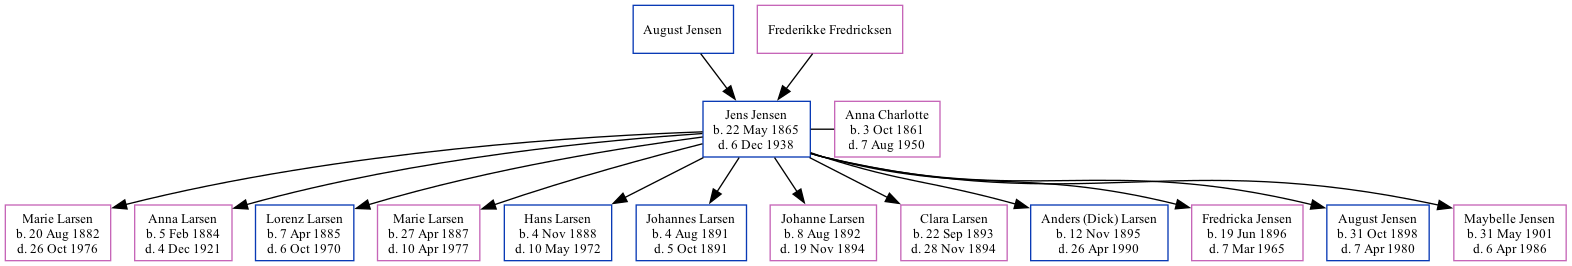 August Jensen
Frederikke Fredricksen
Jens Jensen
b. 22 May 1865
d. 6 Dec 1938
Anna Charlotte
b. 3 Oct 1861
d. 7 Aug 1950
Marie Larsen
b. 20 Aug 1882
d. 26 Oct 1976
Anna Larsen
b. 5 Feb 1884
d. 4 Dec 1921
Lorenz Larsen
b. 7 Apr 1885
d. 6 Oct 1970
Marie Larsen
b. 27 Apr 1887
d. 10 Apr 1977
Hans Larsen
b. 4 Nov 1888
d. 10 May 1972
Johannes Larsen
b. 4 Aug 1891
d. 5 Oct 1891
Johanne Larsen
b. 8 Aug 1892
d. 19 Nov 1894
Clara Larsen
b. 22 Sep 1893
d. 28 Nov 1894
Anders (Dick) Larsen
b. 12 Nov 1895
d. 26 Apr 1990
Fredricka Jensen
b. 19 Jun 1896
d. 7 Mar 1965
August Jensen
b. 31 Oct 1898
d. 7 Apr 1980
Maybelle Jensen
b. 31 May 1901
d. 6 Apr 1986